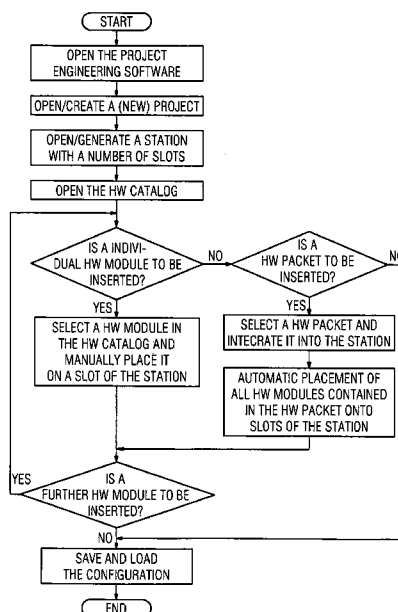 START
OPEN THE PROJECT
ENGINEERING SOFTWARE
OPEN/CREATE A (NEW) PROJECT
OPEN/GENERATE A STATION
WITH A NUMBER OF SLOTS
OPEN THE HW CATALOG
IS A INDIVI-
DUAL HW MODULE TO BE
INSERTED?
NO
IS A
HW PACKET TO BE
INSERTED?
NO
YES
SELECT A HW MODULE IN
THE HW CATALOG AND
MANUALLY PLACE IT
ON A SLOT OF THE STATION
YES
SELECT A HW PACKET AND
INTECRATE IT INTO THE STATION
AUTOMATIC PLACEMENT OF
ALL HW MODULES CONTAINED
IN THE HW PACKET ONTO
SLOTS OF THE STATION
YES
IS A
FURTHER HW MODULE TO BE
INSERTED?
NO
SAVE AND LOAD
THE CONFIGURATION
END